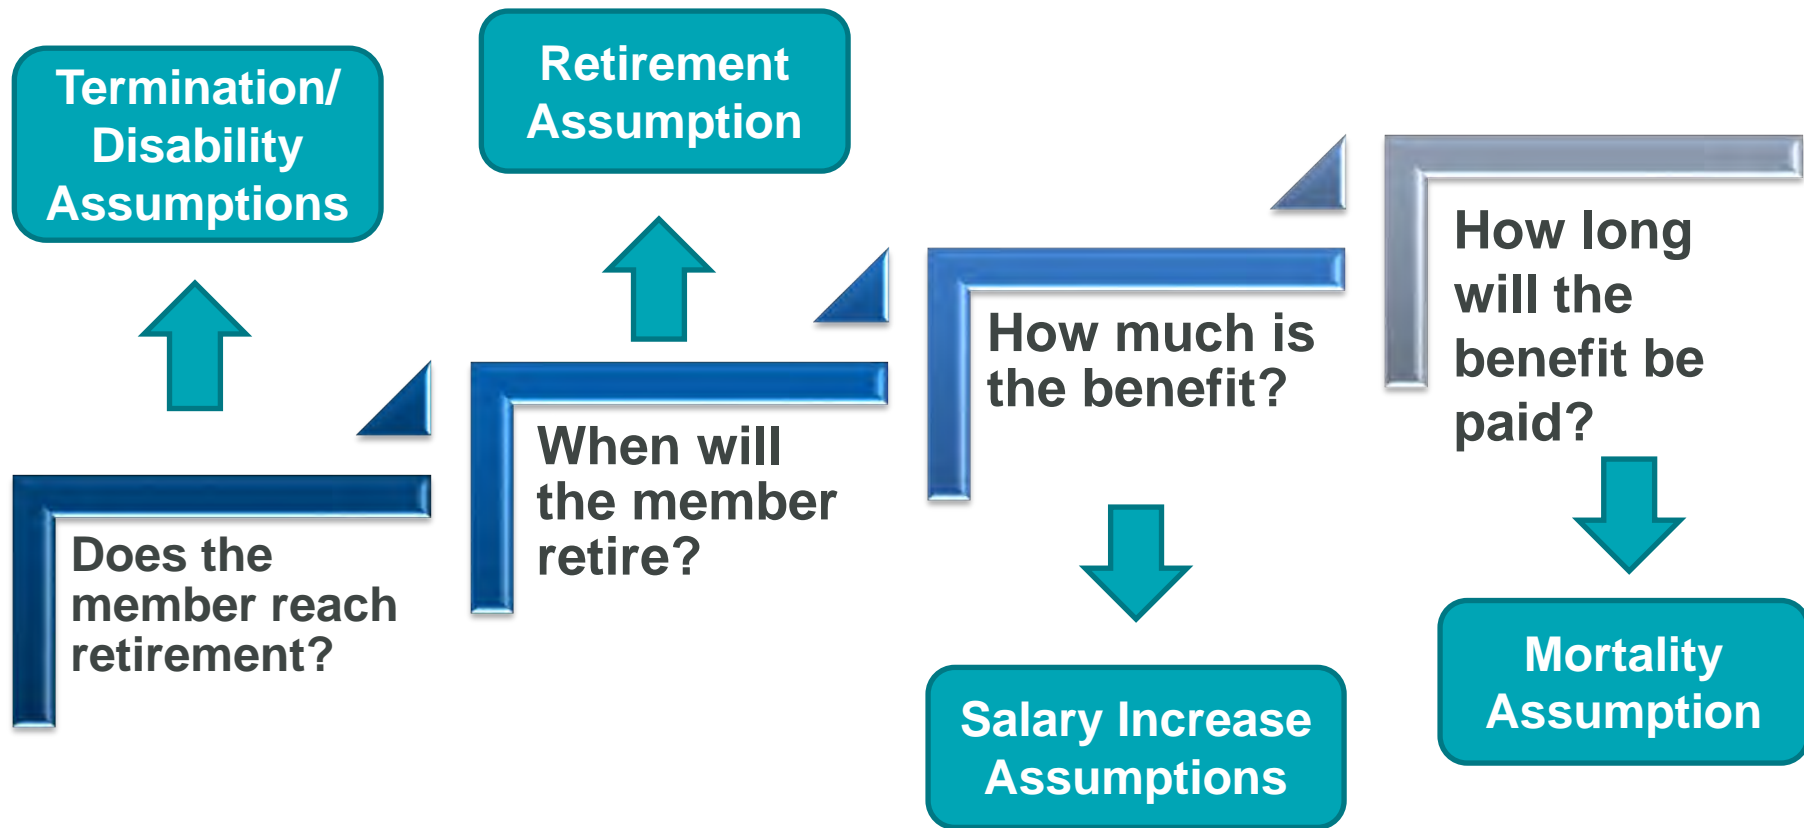 Termination/
Disability
Assumptions
Retirement
Assumption
Does the
member reach
retirement?
When will
the member
retire?
How much is
the benefit?
How long
will the
benefit be
paid?
Salary Increase
Assumptions
Mortality
Assumption